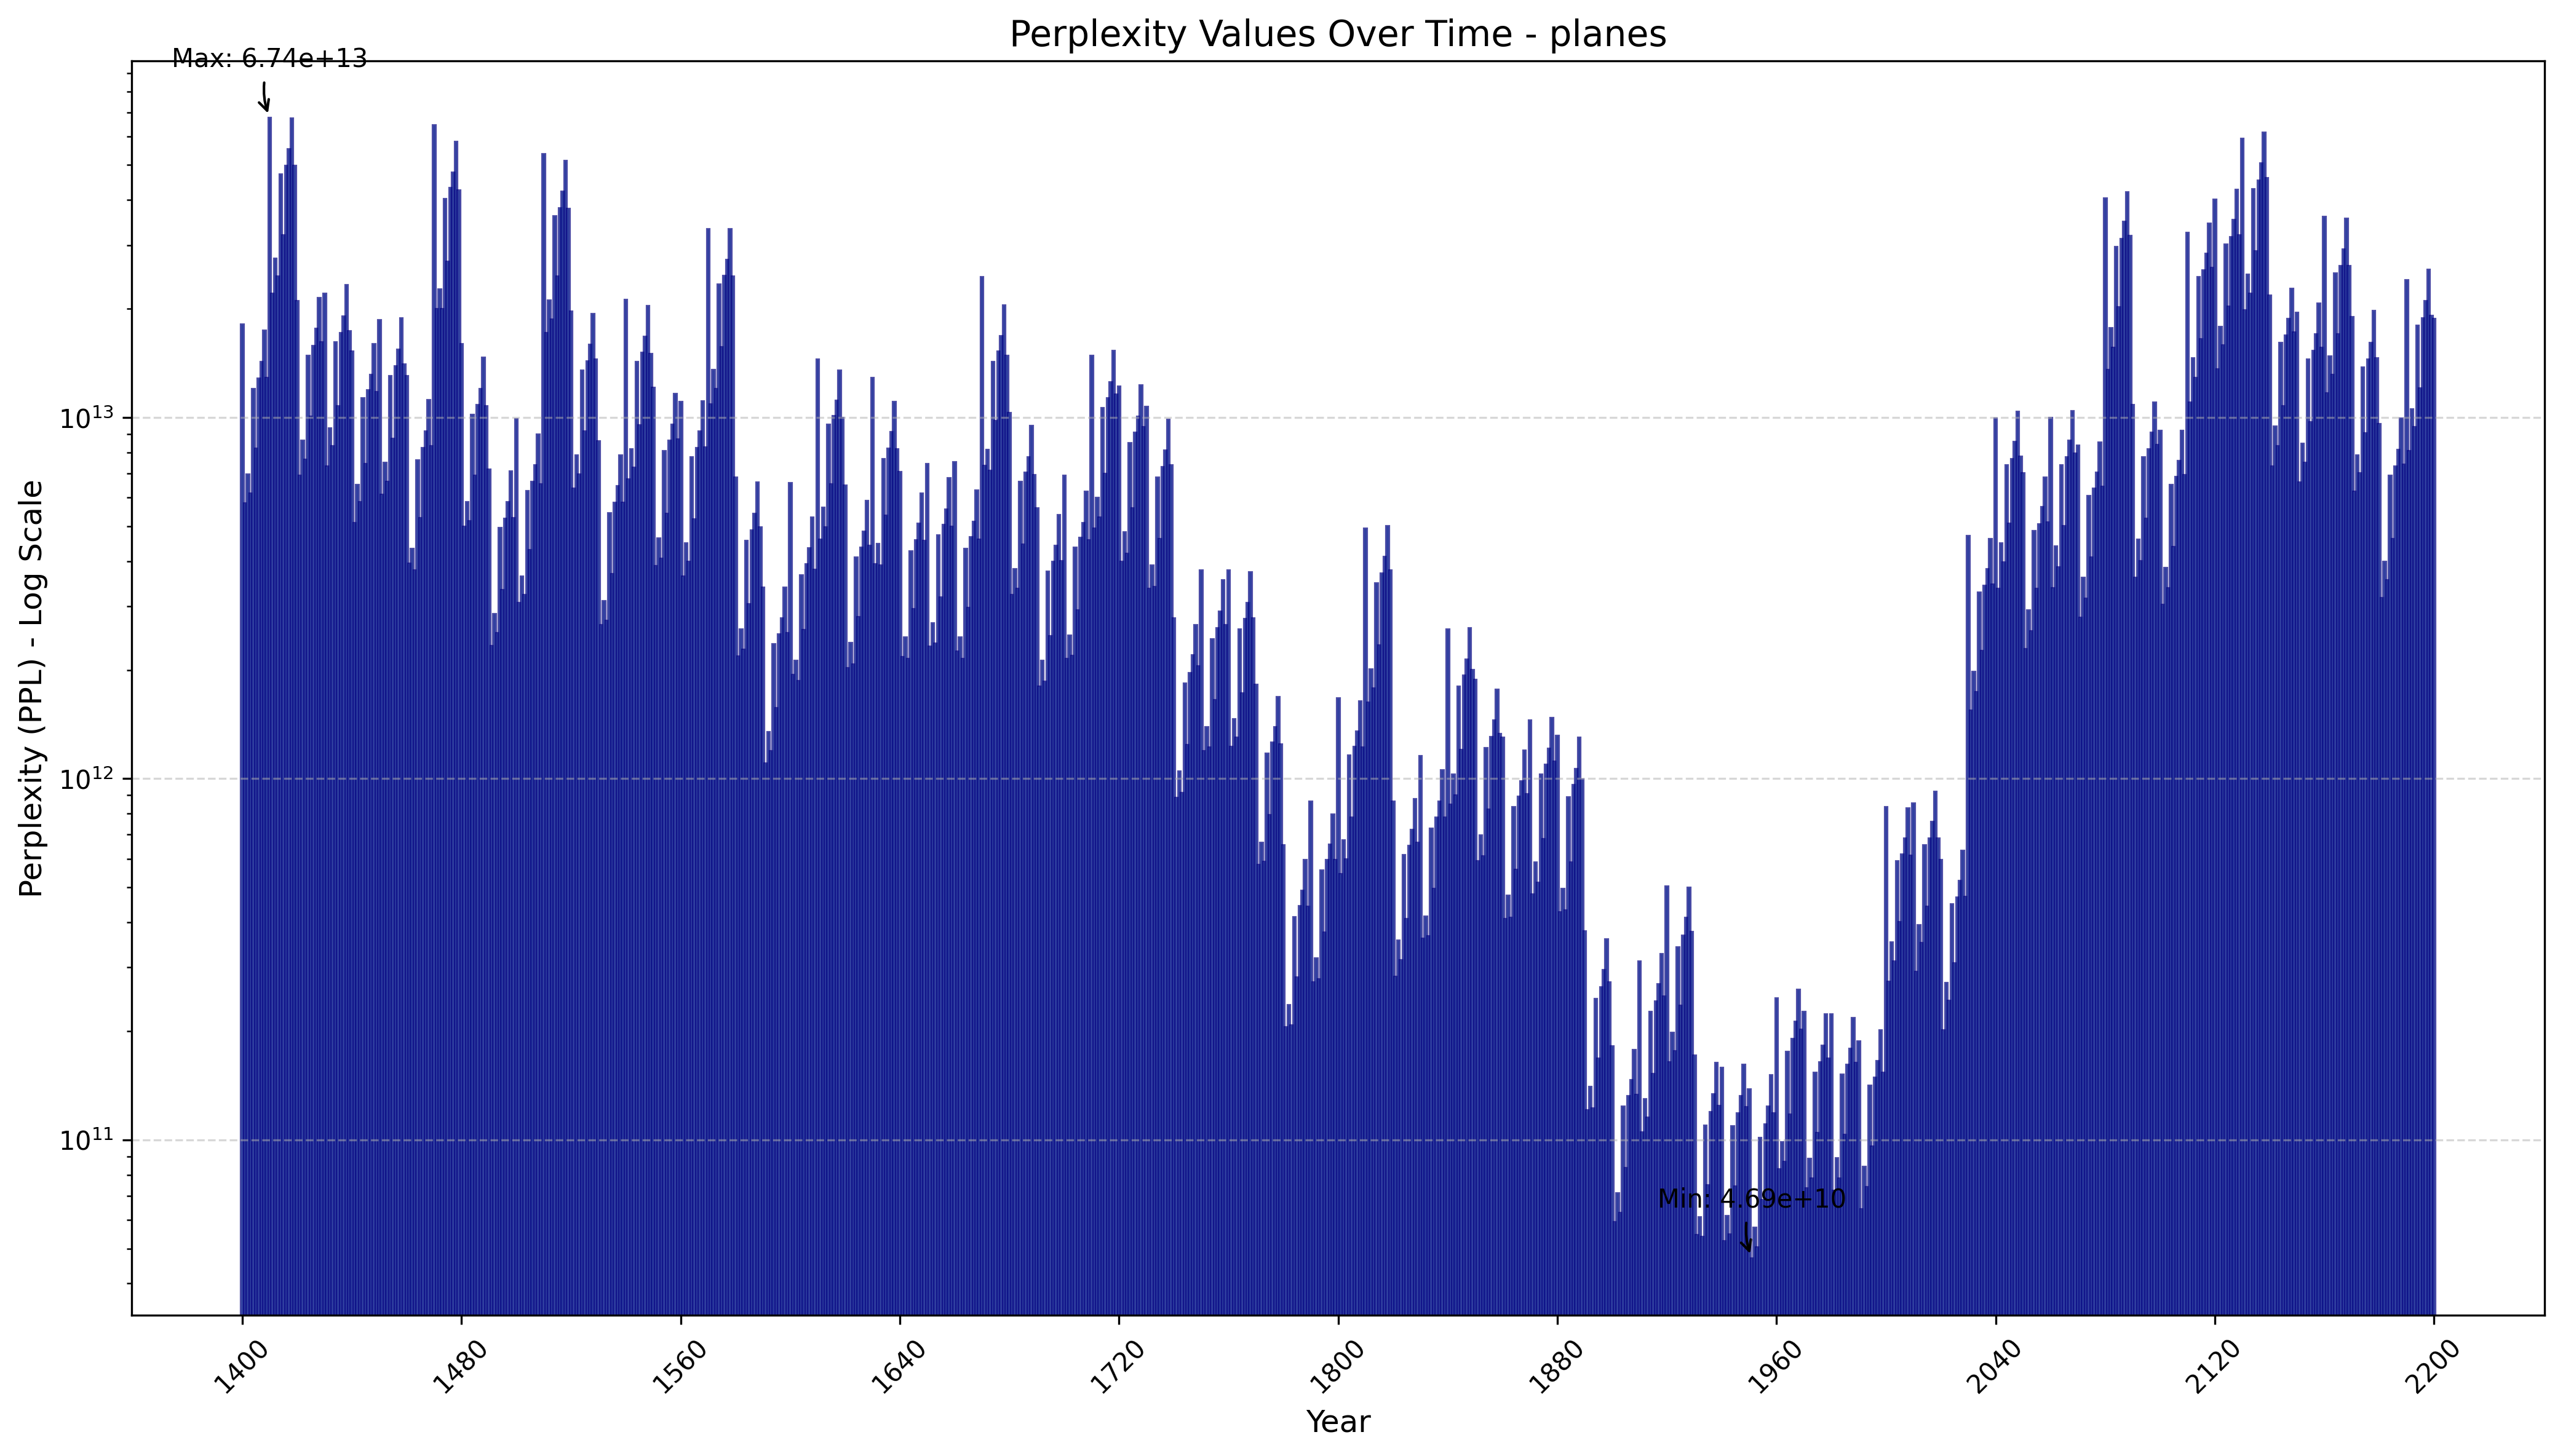 Perplexity Values Over Time - planes
Max: 6.74e+13
Perplexity (PPL) - Log Scale
10¹³
10¹²
10¹¹
Min: 4.69e+10
1400 1480 1560 1640 1720 1800 1880 1960 2040 2120 2200
Year